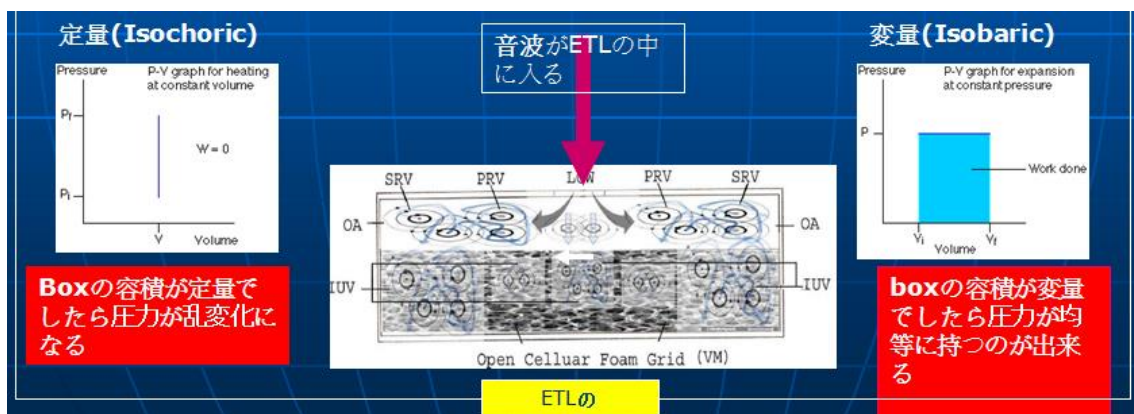 定量(Isochoric)
Pressure
P-V graph for heating
at constant volume
Pf
W = 0
Pi
V
Volume
Boxの容積が定量で
したら圧力が乱変化に
なる
音波がETLの中
に入る
SRV
PRV
LOW
PRV
SRV
OA
OA
IUV
IUV
Open Celluar Foam Grid (VM)
ETLの
変量(Isobaric)
Pressure
P-V graph for expansion
at constant pressure
P
Work done
Vi
Vf
Volume
boxの容積が変量
でしたら圧力が均
等に持つのが出来
る